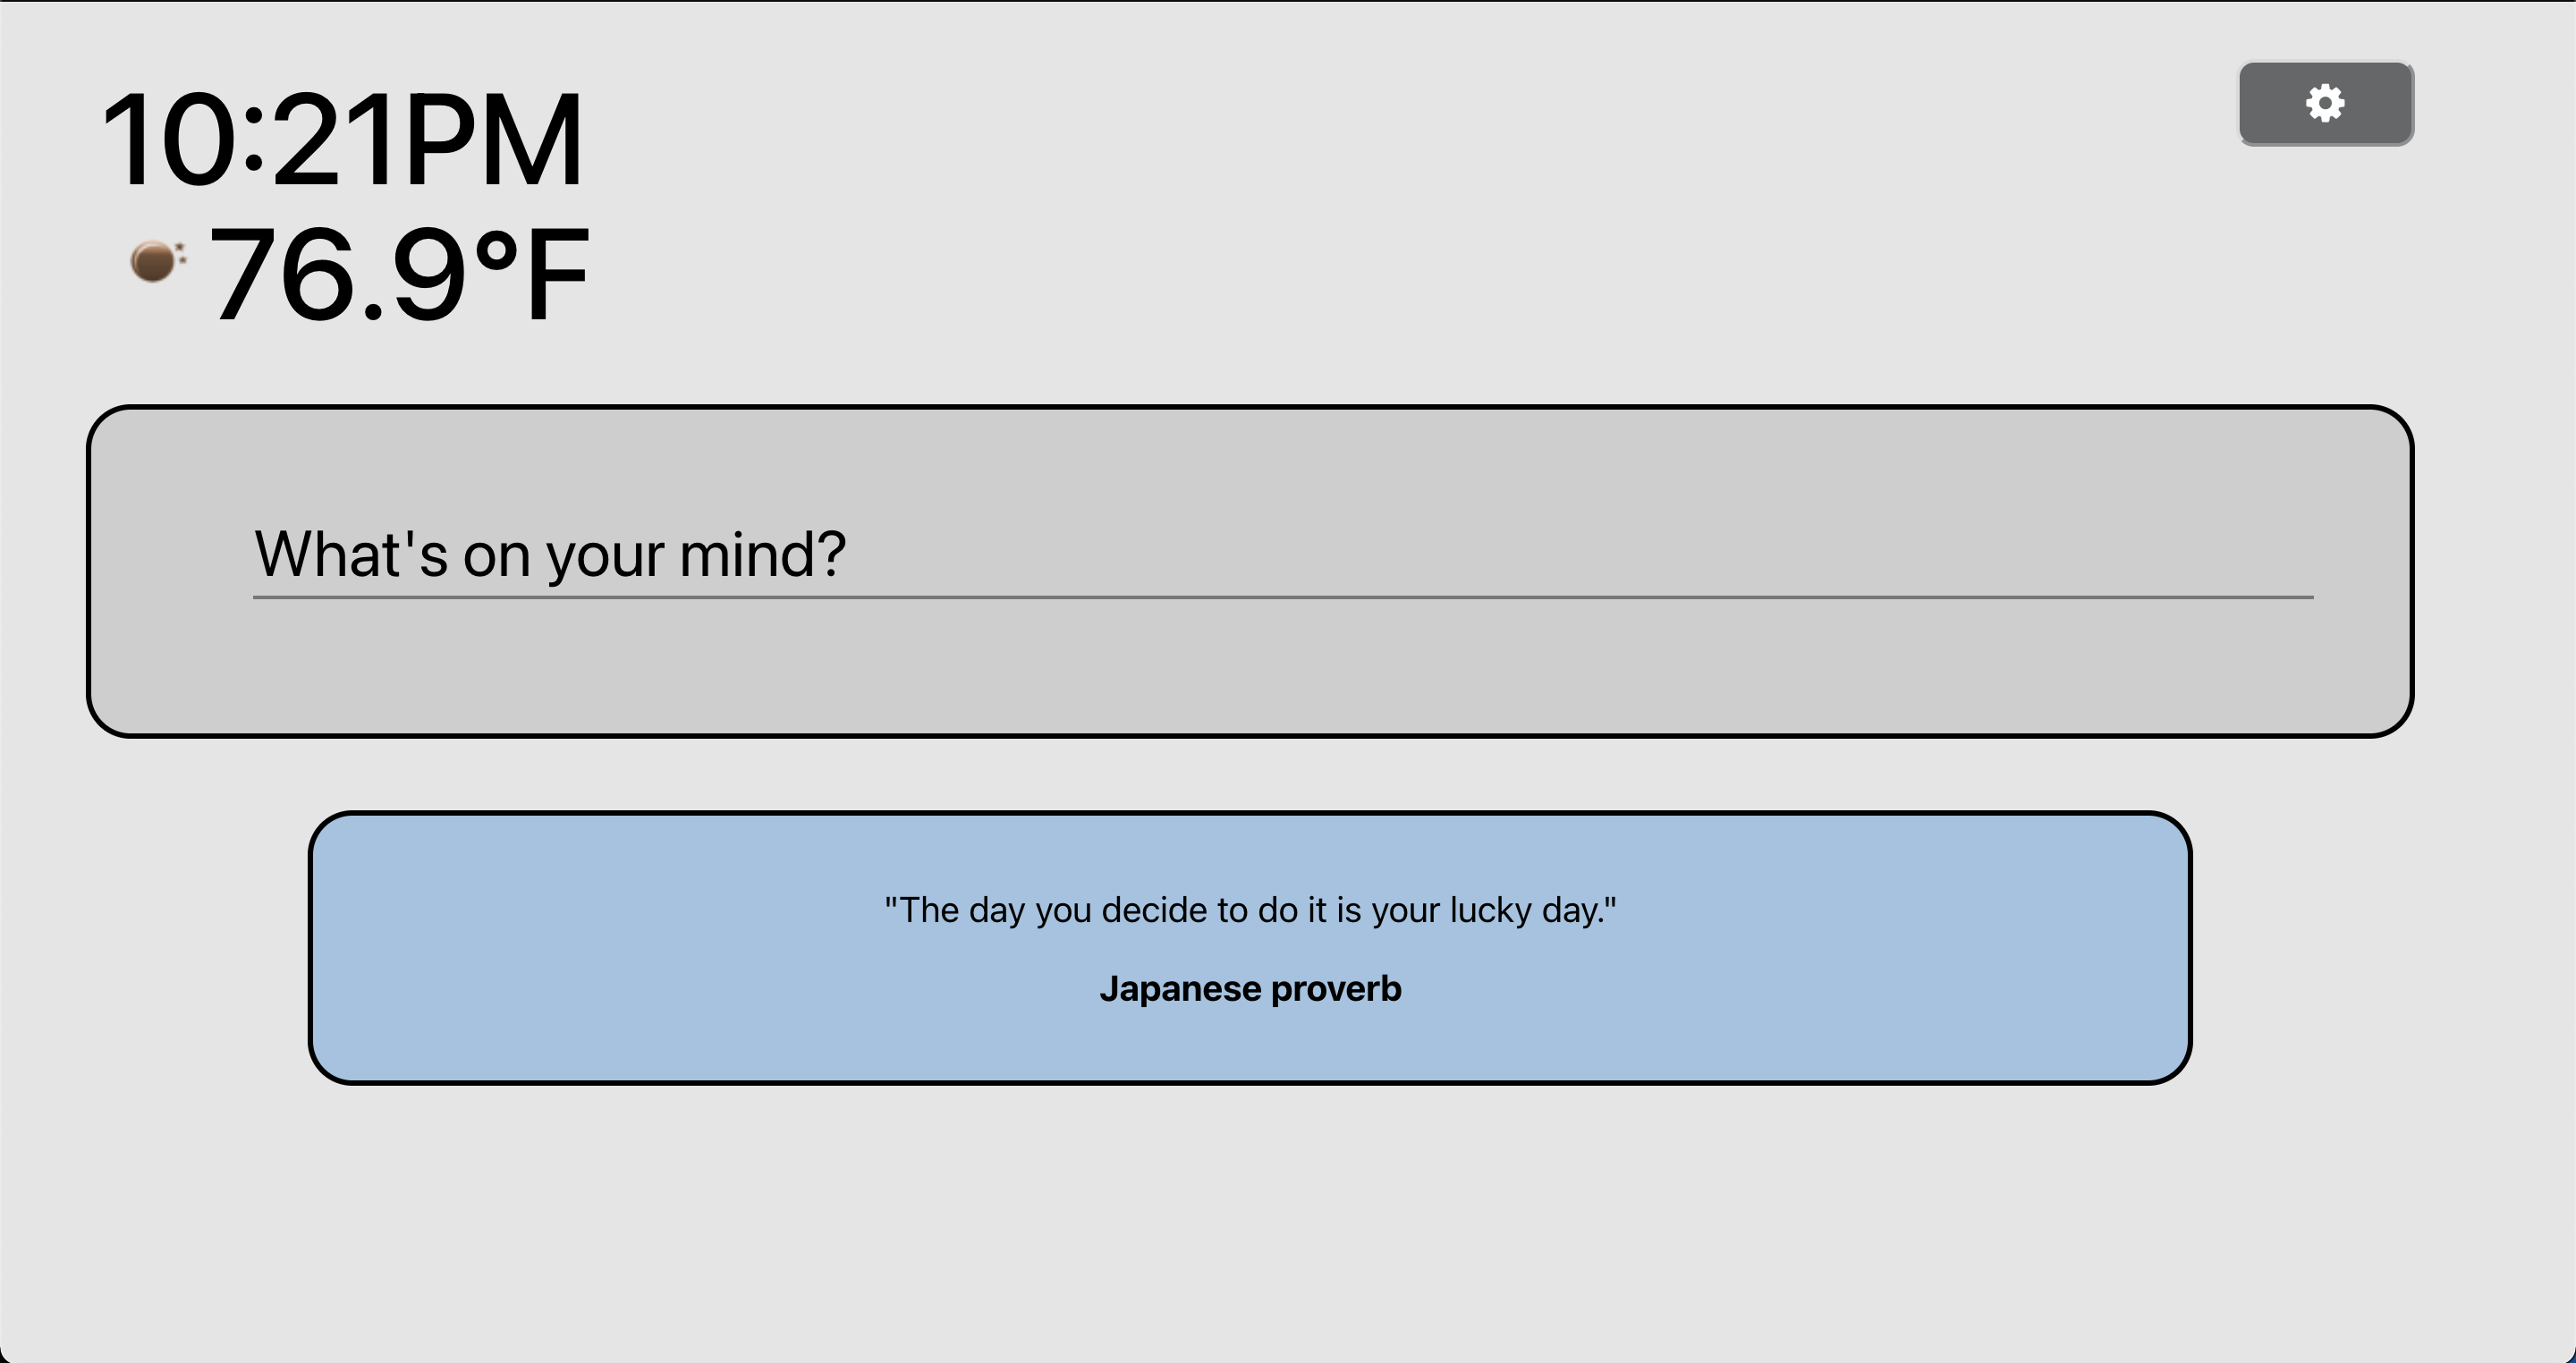 10:21PM
76.9°F
What's on your mind?
"The day you decide to do it is your lucky day."
Japanese proverb